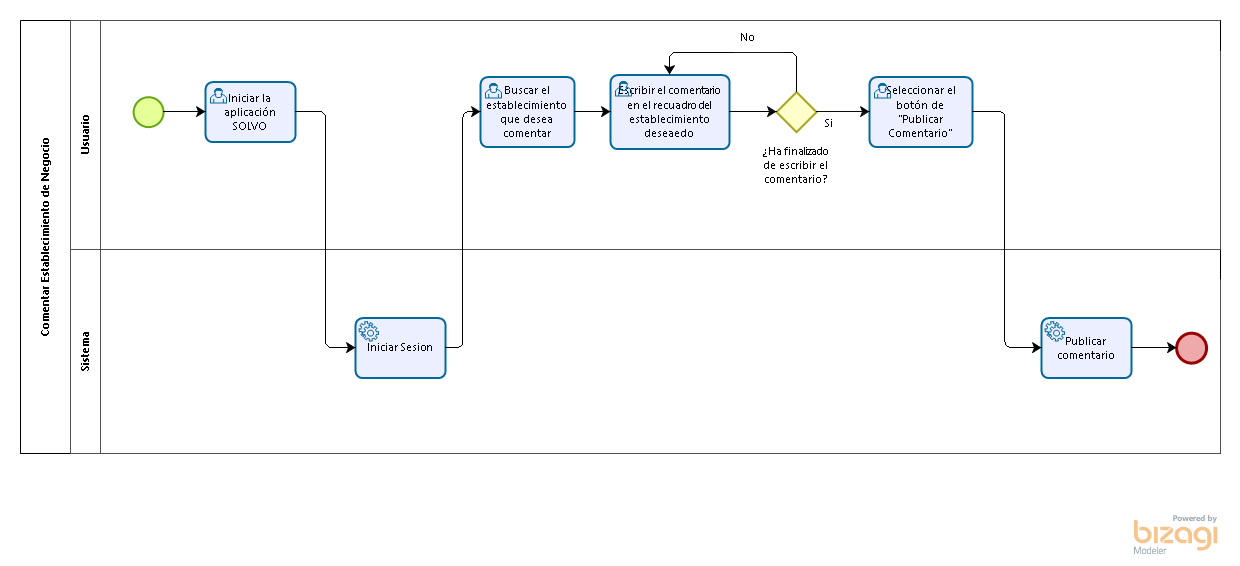 Comentar Establecimiento de Negocio
Usuario
Iniciar la
aplicación
SOLVO
Buscar el
establecimiento
que desea
comentar
Escribir el comentario
en el recuadro del
establecimiento
deseaedo
No
Si
¿Ha finalizado
de escribir el
comentario?
Seleccionar el
botón de
"Publicar
Comentario"
Sistema
Iniciar Sesion
Publicar
comentario
Powered by
bizagi
Modeler